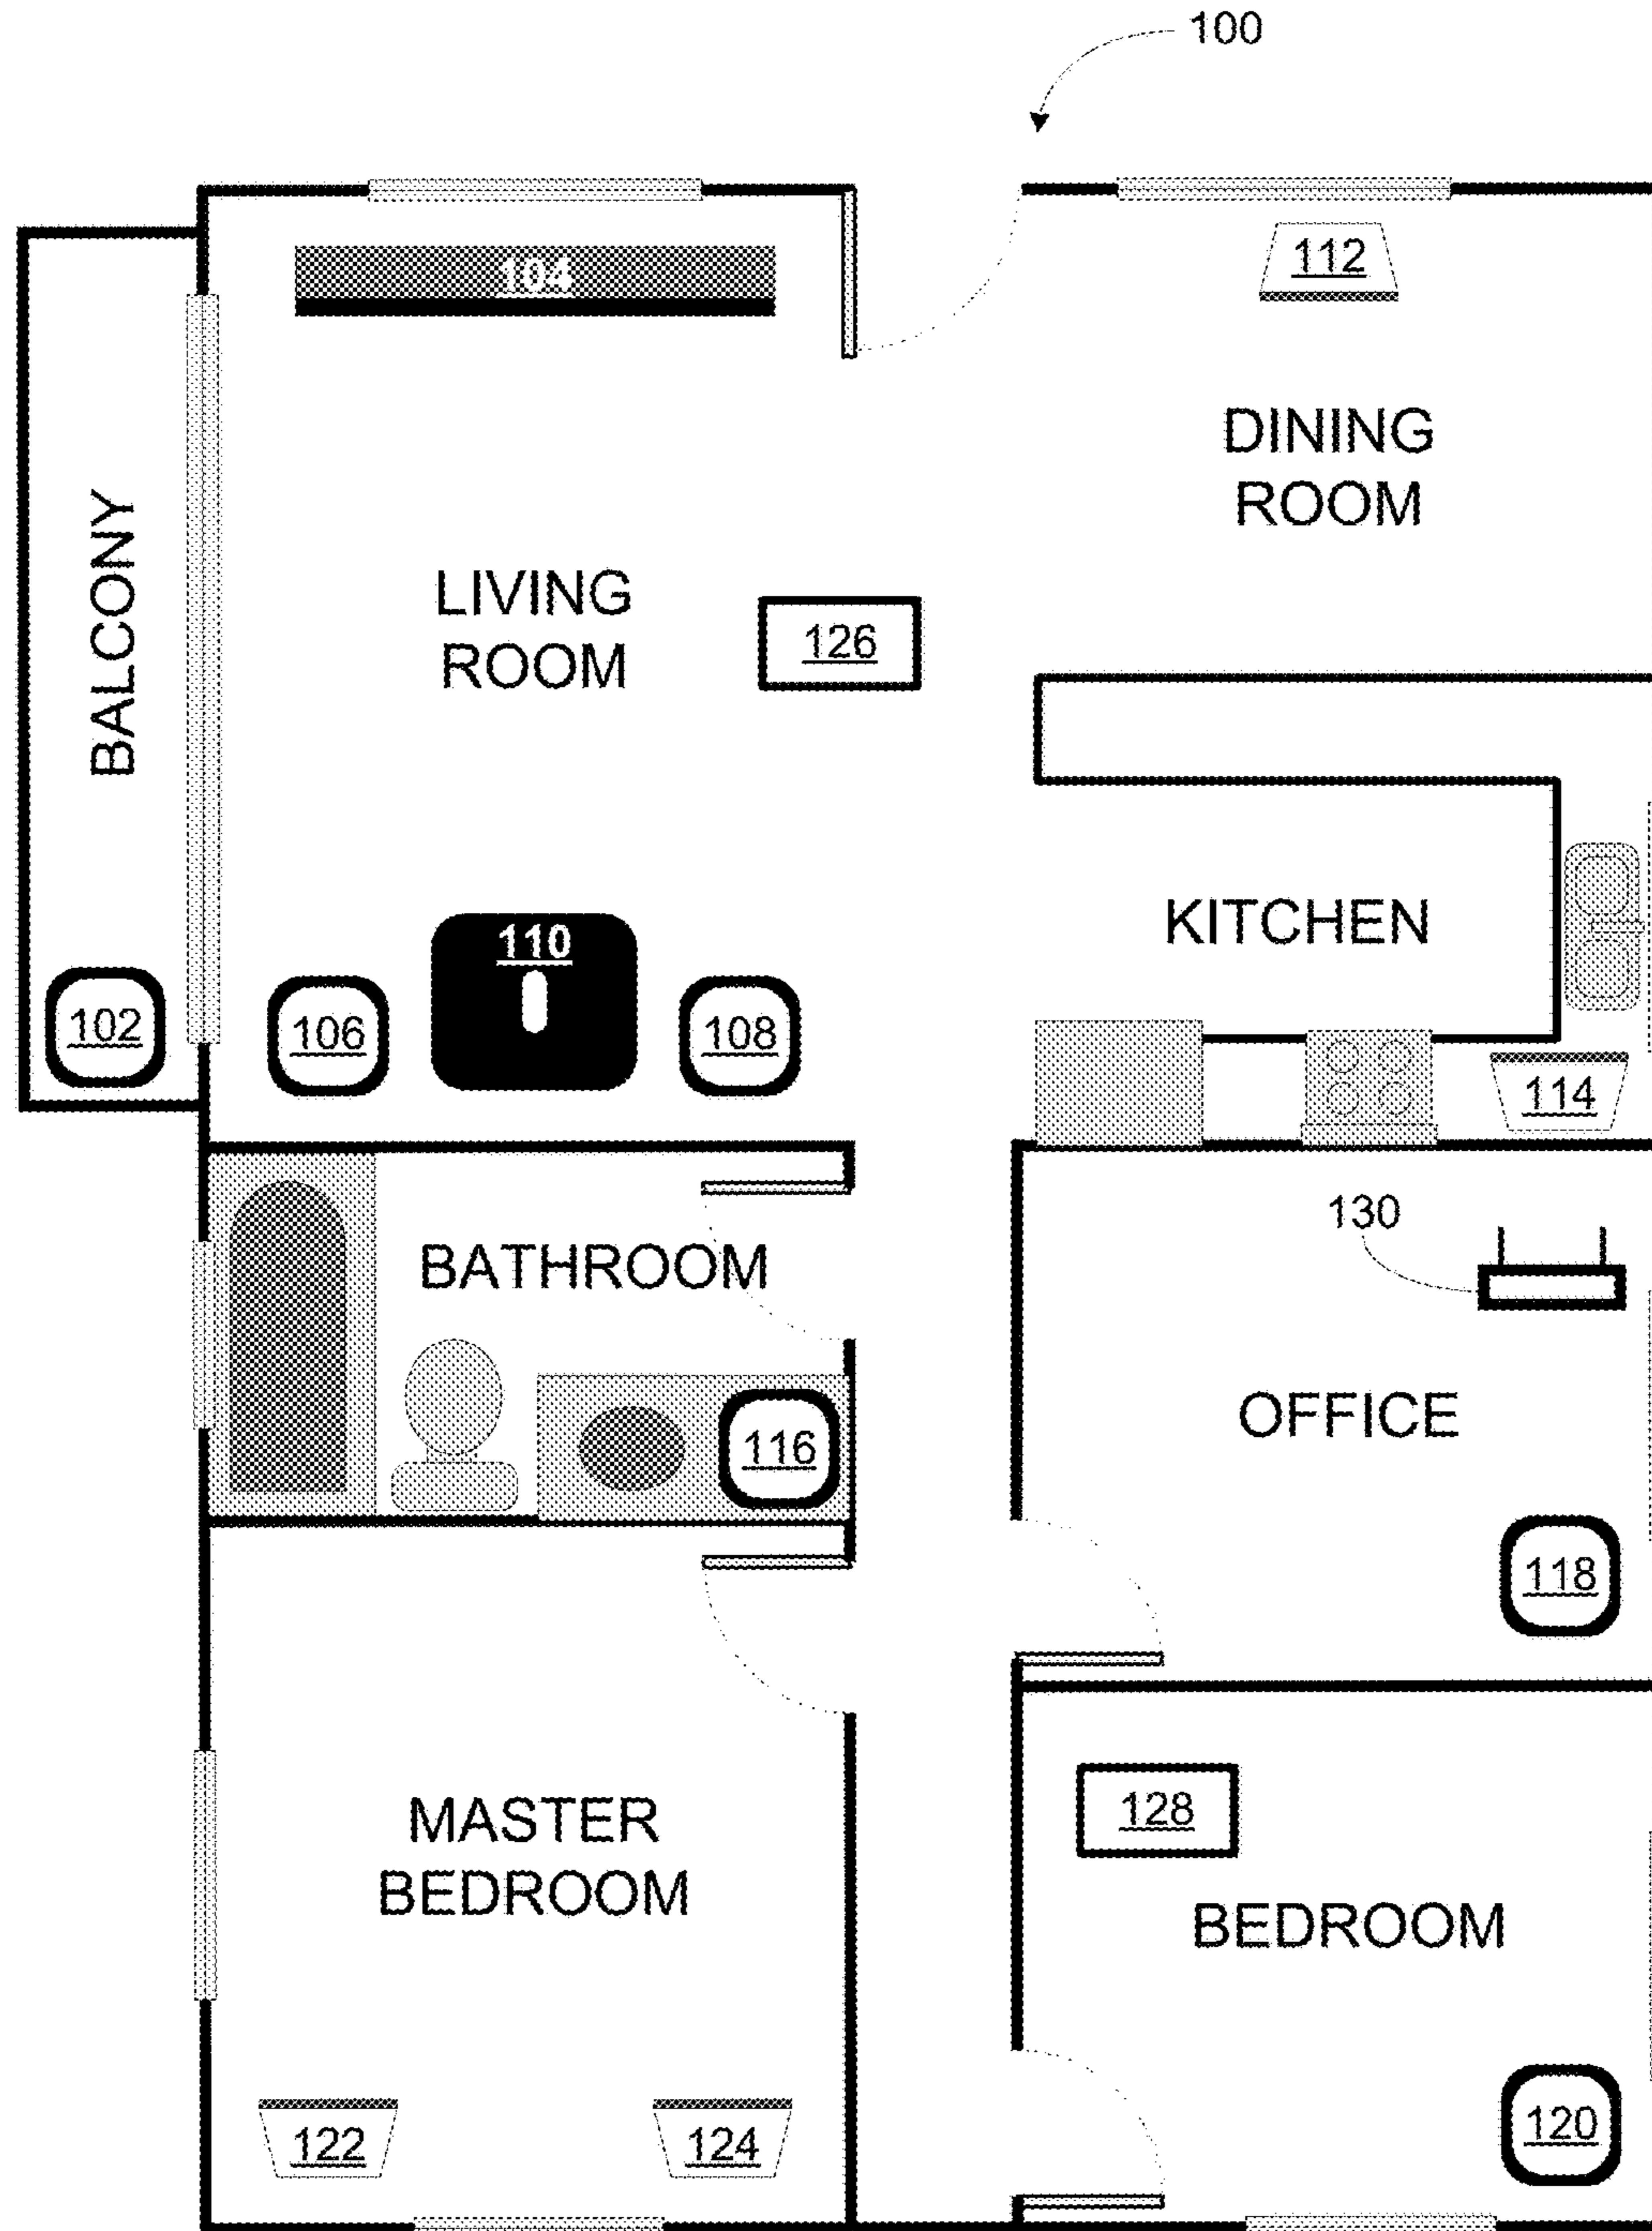 100
104
112
DINING
ROOM
BALCONY
LIVING
ROOM
126
KITCHEN
110
102
106
108
114
130
BATHROOM
OFFICE
116
118
128
MASTER
BEDROOM
BEDROOM
122
124
120